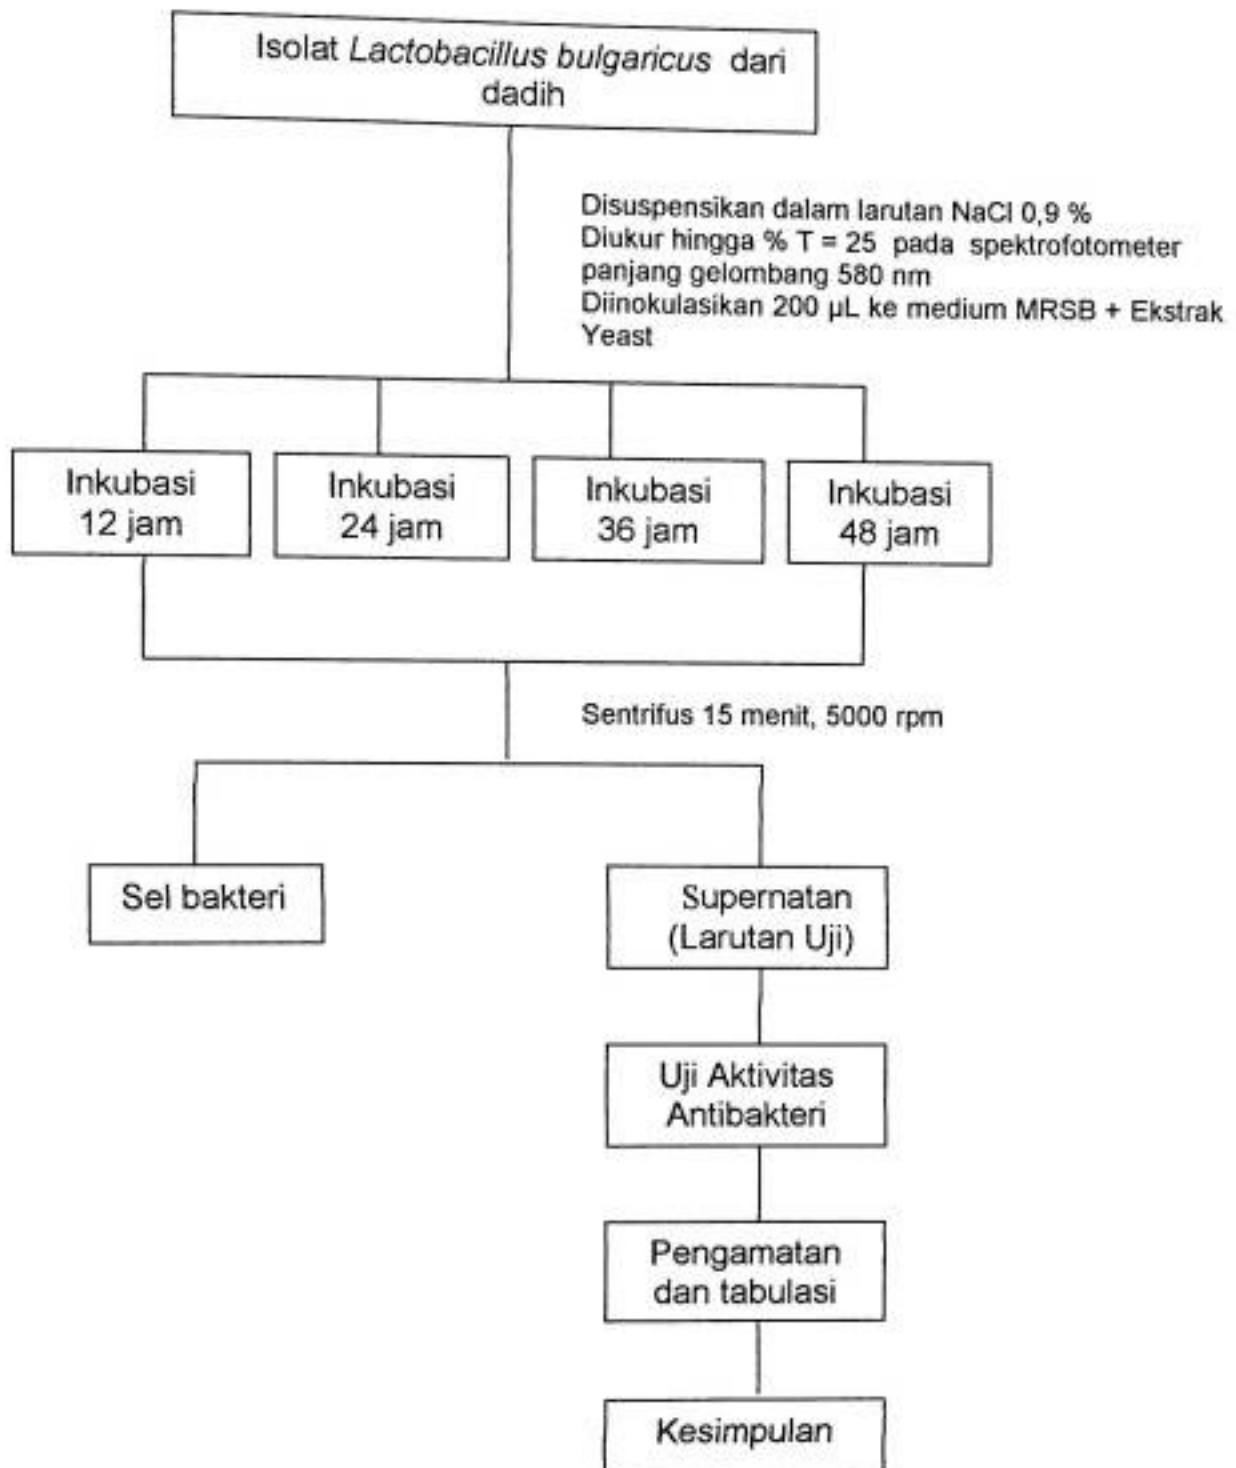 Isolat Lactobacillus bulgaricus dari
dadih
Disuspensikan dalam larutan NaCl 0,9 %
Diukur hingga % T = 25 pada spektrofotometer
panjang gelombang 580 nm
Diinokulasikan 200 µL ke medium MRSB + Ekstrak
Yeast
Inkubasi
12 jam
Inkubasi
24 jam
Inkubasi
36 jam
Inkubasi
48 jam
Sentrifus 15 menit, 5000 rpm
Sel bakteri
Supernatan
(Larutan Uji)
Uji Aktivitas
Antibakteri
Pengamatan
dan tabulasi
Kesimpulan